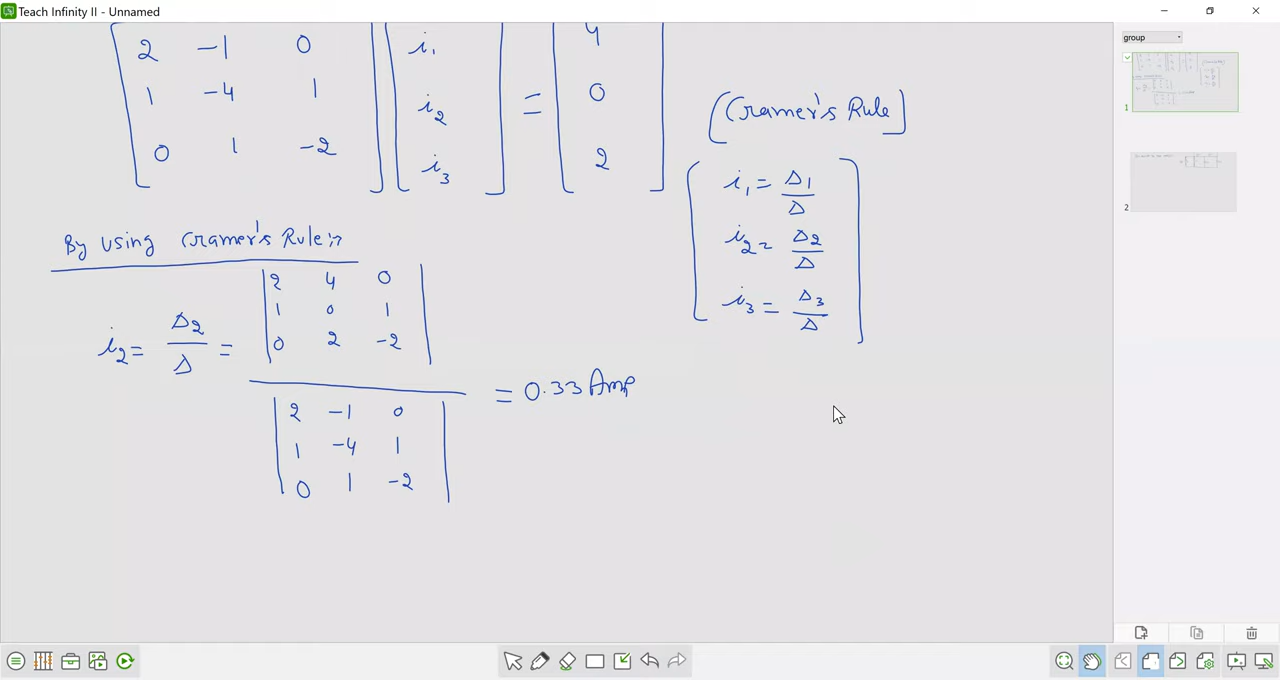 Teach Infinity II - Unnamed
group
2 -1 0 i1 4
1 -4 1 i2 = 0
0 1 -2 i3 2
[Cramer's Rule]
i1 = Δ1/Δ
i2 = Δ2/Δ
i3 = Δ3/Δ
By using Cramer's Rule:-
2 4 0
1 0 1
i2 = Δ2/Δ =
0 2 -2
= 0.33 Amp
2 -1 0
1 -4 1
0 1 -2
1
2